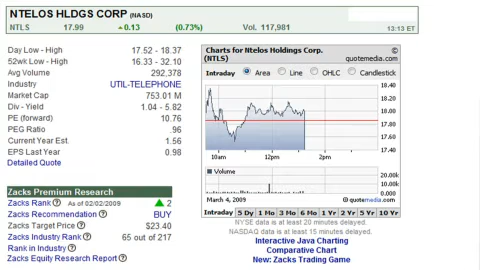 NTELOS HLDGS CORP (NASD)
NTLS 17.99 0.13 (0.73%) Vol. 117,981 13:13 ET
Day Low - High 17.52 - 18.37
52wk Low - High 16.33 - 32.10
Avg Volume 292,378
Industry UTIL-TELEPHONE
Market Cap 753.01 M
Div - Yield 1.04 - 5.82
PE (forward) 10.76
PEG Ratio .96
Current Year Est. 1.56
EPS Last Year 0.98
Detailed Quote
Zacks Premium Research
Zacks Rank ? As of 02/02/2009 2
Zacks Recommendation ? BUY
Zacks Target Price ? $23.40
Zacks Industry Rank ? 65 out of 217
Rank in Industry ?
Zacks Equity Research Report ?
Charts for Ntelos Holdings Corp. ©
(NTLS) quotemedia.com
Intraday Area Line OHLC Candlestick
18.40
18.20
18.00
17.80
17.60
17.40
10am 12pm 2pm
Volume
20.00k
10.00k
0.00k
March 4, 2009 © quotemedia.com
Intraday 5 Dy 1 Mo 3 Mo 6 Mo 1 Yr. 3 Yr. 5 Yr. 10 Yr
NYSE data is at least 20 minutes delayed.
NASDAQ data is at least 15 minutes delayed.
Interactive Java Charting
Comparative Chart
New: Zacks Trading Game